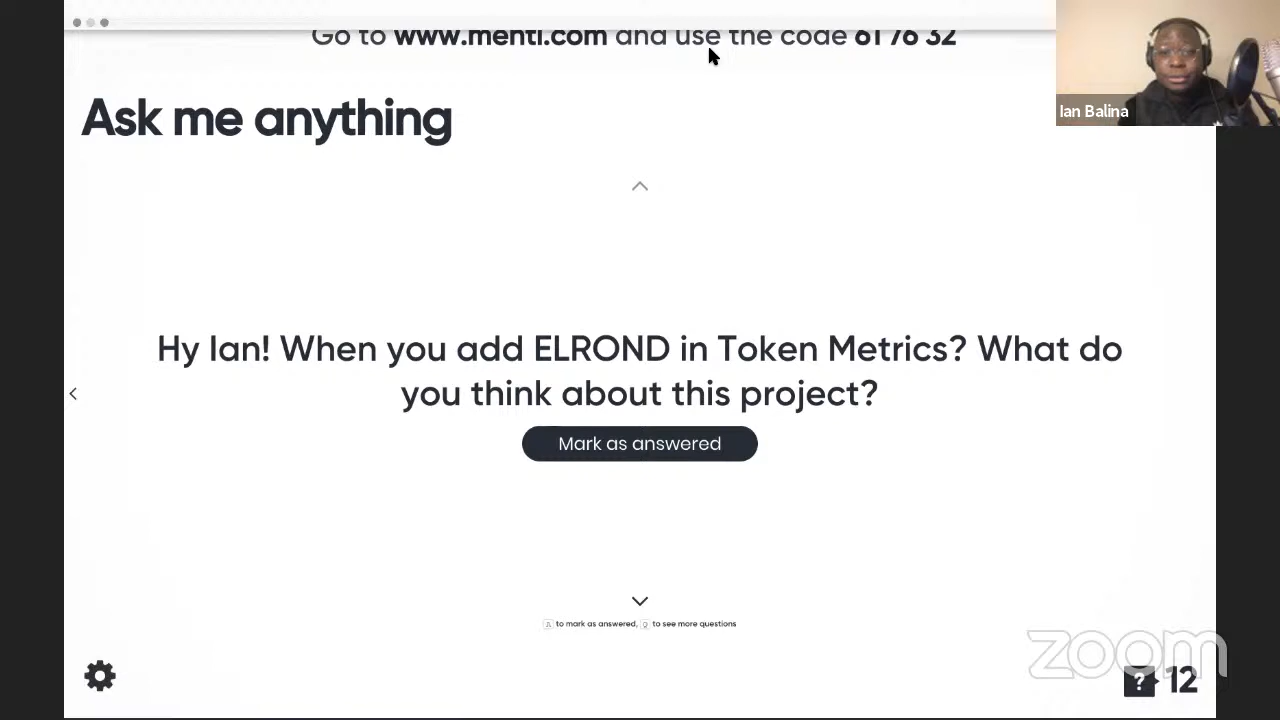 Go to www.menti.com and use the code 61 76 32
Ian Balina
Ask me anything
Hy Ian! When you add ELROND in Token Metrics? What do
you think about this project?
Mark as answered
to mark as answered, to see more questions
zoom
? 12